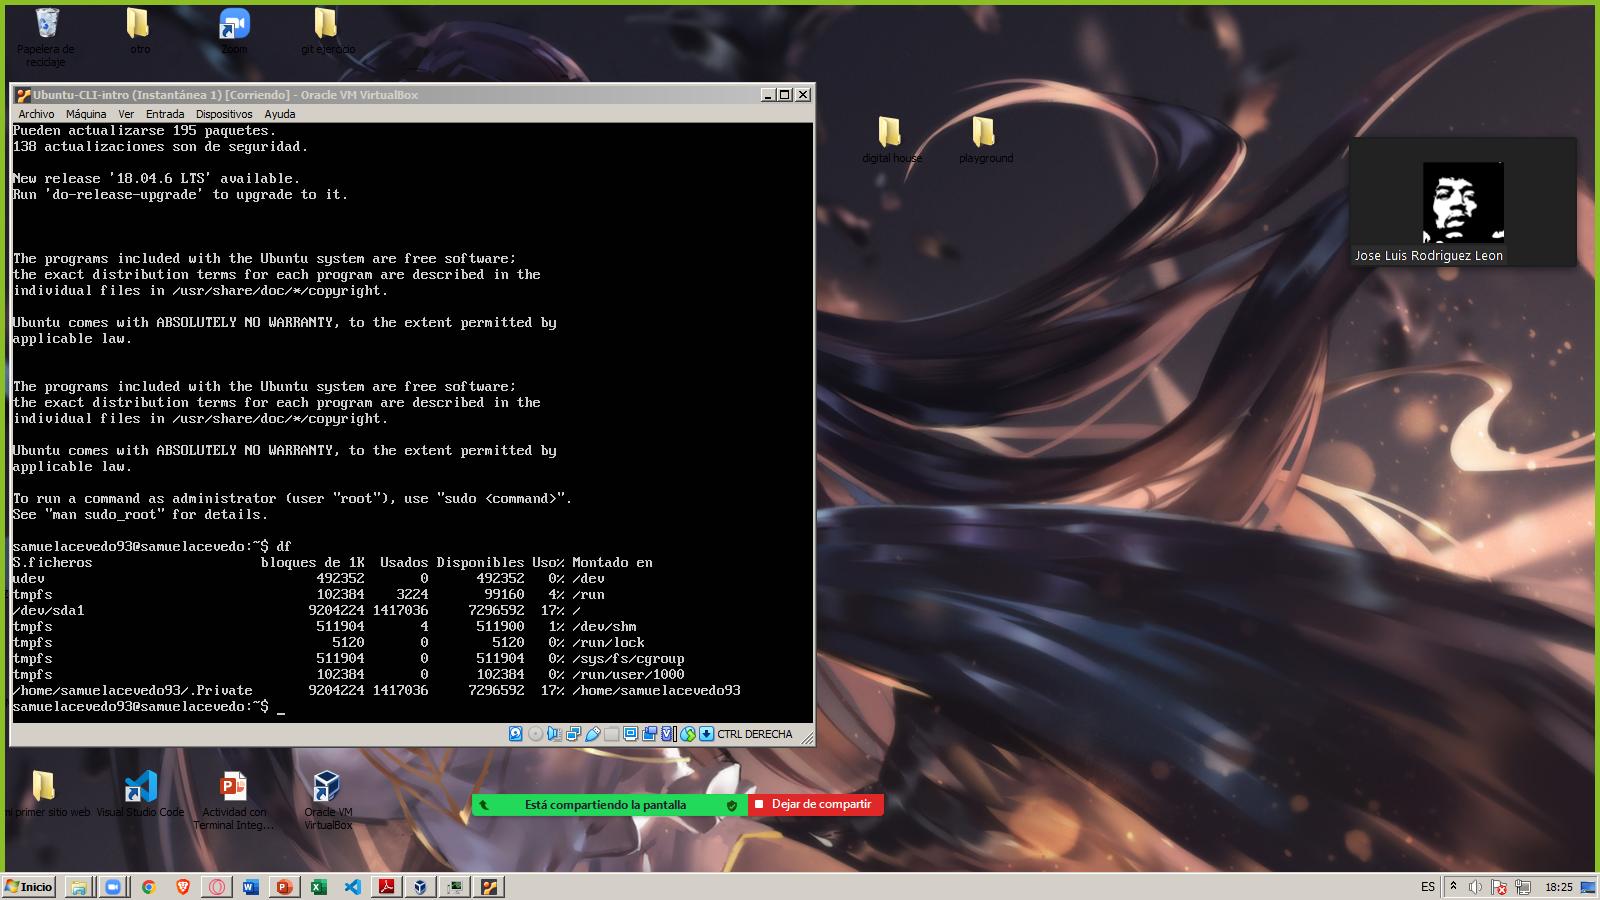 Papelera de
reciclaje
otro
Zoom
git ejercicio
Ubuntu-CLI-intro (Instantánea 1) [Corriendo] - Oracle VM VirtualBox
Archivo Máquina Ver Entrada Dispositivos Ayuda
Pueden actualizarse 195 paquetes.
138 actualizaciones son de seguridad.
New release '18.04.6 LTS' available.
Run 'do-release-upgrade' to upgrade to it.
The programs included with the Ubuntu system are free software;
the exact distribution terms for each program are described in the
individual files in /usr/share/doc/*/copyright.
Ubuntu comes with ABSOLUTELY NO WARRANTY, to the extent permitted by
applicable law.
The programs included with the Ubuntu system are free software;
the exact distribution terms for each program are described in the
individual files in /usr/share/doc/*/copyright.
Ubuntu comes with ABSOLUTELY NO WARRANTY, to the extent permitted by
applicable law.
To run a command as administrator (user "root"), use "sudo <command>".
See "man sudo_root" for details.
samuelacevedo93@samuelacevedo:~$ df
S.ficheros bloques de 1K Usados Disponibles Uso% Montado en
udev 492352 0 492352 0% /dev
tmpfs 102384 3224 99160 4% /run
/dev/sda1 9204224 1417036 7296592 17% /
tmpfs 511904 4 511900 1% /dev/shm
tmpfs 5120 0 5120 0% /run/lock
tmpfs 511904 0 511904 0% /sys/fs/cgroup
tmpfs 102384 0 102384 0% /run/user/1000
/home/samuelacevedo93/.Private 9204224 1417036 7296592 17% /home/samuelacevedo93
samuelacevedo93@samuelacevedo:~$ _
CTRL DERECHA
digital house
playground
Jose Luis Rodriguez Leon
mi primer sitio web
Visual Studio Code
Actividad con
Terminal Integ...
Oracle VM
VirtualBox
Está compartiendo la pantalla
Dejar de compartir
Inicio
ES
18:25